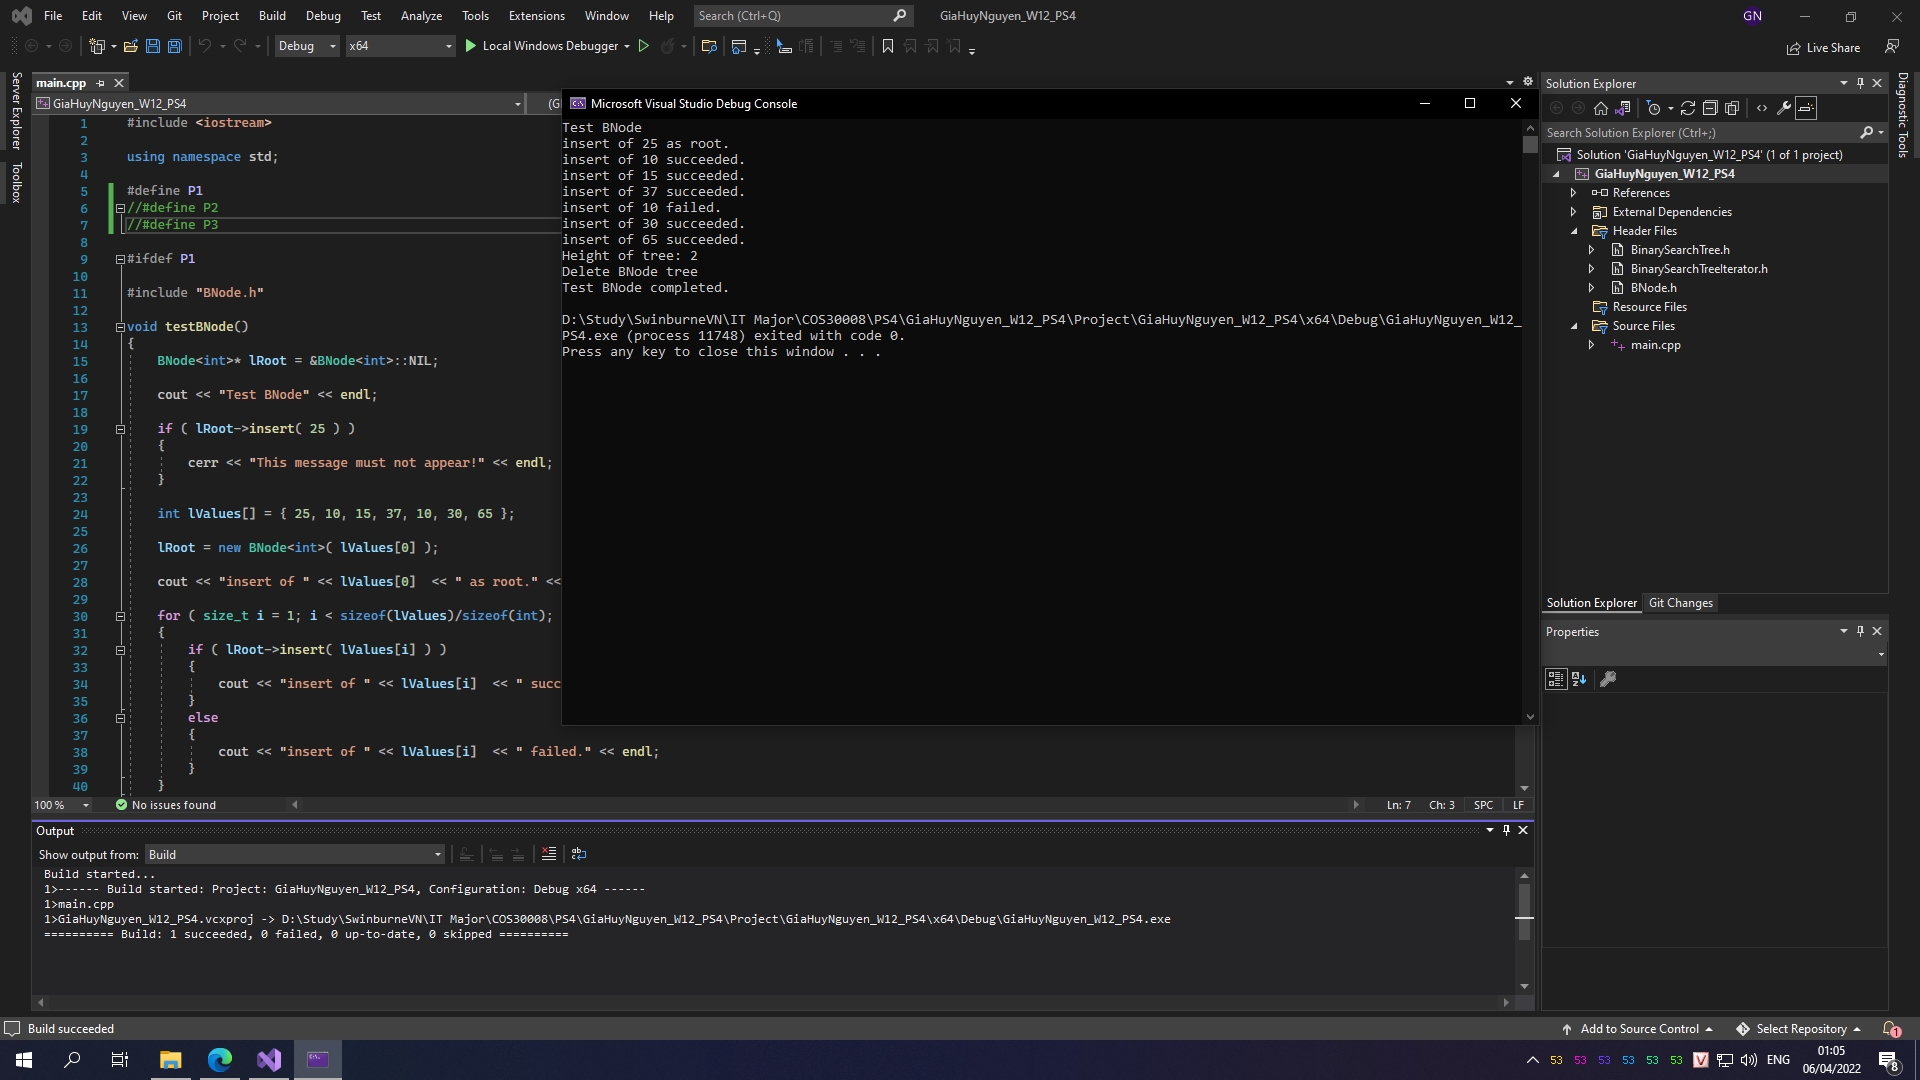 File Edit View Git Project Build Debug Test Analyze Tools Extensions Window Help Search (Ctrl+Q) GiaHuyNguyen_W12_PS4 GN
Debug x64 Local Windows Debugger Live Share
Server Explorer
Toolbox
main.cpp
GiaHuyNguyen_W12_PS4 (G
1 #include <iostream>
2
3 using namespace std;
4
5 #define P1
6 //#define P2
7 //#define P3
8
9 #ifdef P1
10
11 #include "BNode.h"
12
13 void testBNode()
14 {
15 BNode<int>* lRoot = &BNode<int>::NIL;
16
17 cout << "Test BNode" << endl;
18
19 if ( lRoot->insert( 25 ) )
20 {
21 cerr << "This message must not appear!" << endl;
22 }
23
24 int lValues[] = { 25, 10, 15, 37, 10, 30, 65 };
25
26 lRoot = new BNode<int>( lValues[0] );
27
28 cout << "insert of " << lValues[0] << " as root." <<
29
30 for ( size_t i = 1; i < sizeof(lValues)/sizeof(int);
31 {
32 if ( lRoot->insert( lValues[i] ) )
33 {
34 cout << "insert of " << lValues[i] << " succ
35 }
36 else
37 {
38 cout << "insert of " << lValues[i] << " failed." << endl;
39 }
40 }
100 % No issues found Ln: 7 Ch: 3 SPC LF
Microsoft Visual Studio Debug Console
Test BNode
insert of 25 as root.
insert of 10 succeeded.
insert of 15 succeeded.
insert of 37 succeeded.
insert of 10 failed.
insert of 30 succeeded.
insert of 65 succeeded.
Height of tree: 2
Delete BNode tree
Test BNode completed.
D:\Study\SwinburneVN\IT Major\COS30008\PS4\GiaHuyNguyen_W12_PS4\Project\GiaHuyNguyen_W12_PS4\x64\Debug\GiaHuyNguyen_W12_
PS4.exe (process 11748) exited with code 0.
Press any key to close this window . . .
Solution Explorer
Search Solution Explorer (Ctrl+;)
Solution 'GiaHuyNguyen_W12_PS4' (1 of 1 project)
GiaHuyNguyen_W12_PS4
References
External Dependencies
Header Files
BinarySearchTree.h
BinarySearchTreeIterator.h
BNode.h
Resource Files
Source Files
main.cpp
Solution Explorer Git Changes
Properties
Diagnostic Tools
Output
Show output from: Build
Build started...
1>------ Build started: Project: GiaHuyNguyen_W12_PS4, Configuration: Debug x64 ------
1>main.cpp
1>GiaHuyNguyen_W12_PS4.vcxproj -> D:\Study\SwinburneVN\IT Major\COS30008\PS4\GiaHuyNguyen_W12_PS4\Project\GiaHuyNguyen_W12_PS4\x64\Debug\GiaHuyNguyen_W12_PS4.exe
========== Build: 1 succeeded, 0 failed, 0 up-to-date, 0 skipped ==========
Build succeeded Add to Source Control Select Repository 1
53 53 53 53 53 53 V ENG 01:05
06/04/2022 8